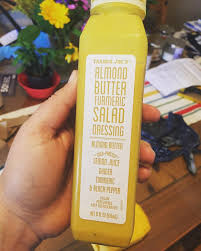 TRADER JOE'S
ALMOND
BUTTER
TURMERIC
SALAD
DRESSING
ALMOND BUTTER
LEMON JUICE
GINGER
TURMERIC
& BLACK PEPPER